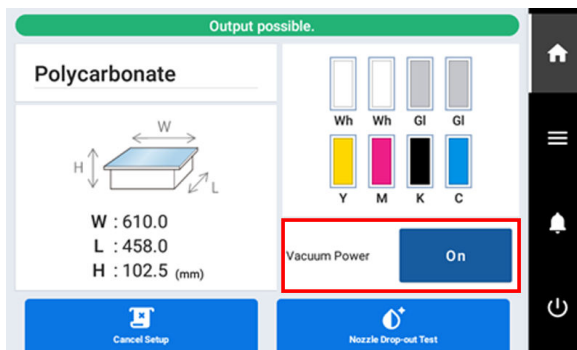 Output possible.
Polycarbonate
W
H
L
W : 610.0
L : 458.0
H : 102.5 (mm)
Wh Wh Gl Gl
Y M K C
Vacuum Power On
Cancel Setup
Nozzle Drop-out Test